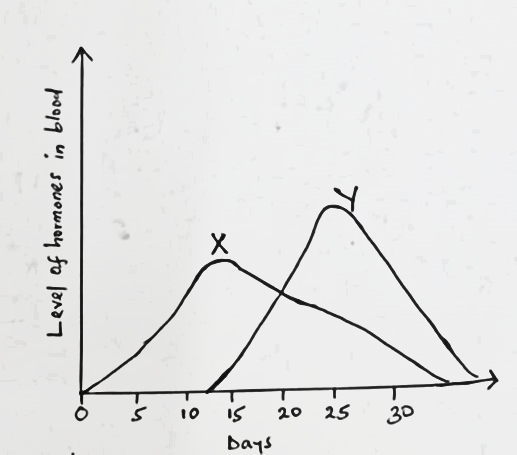 Level of hormones in blood
X
Y
0 5 10 15 20 25 30
Days